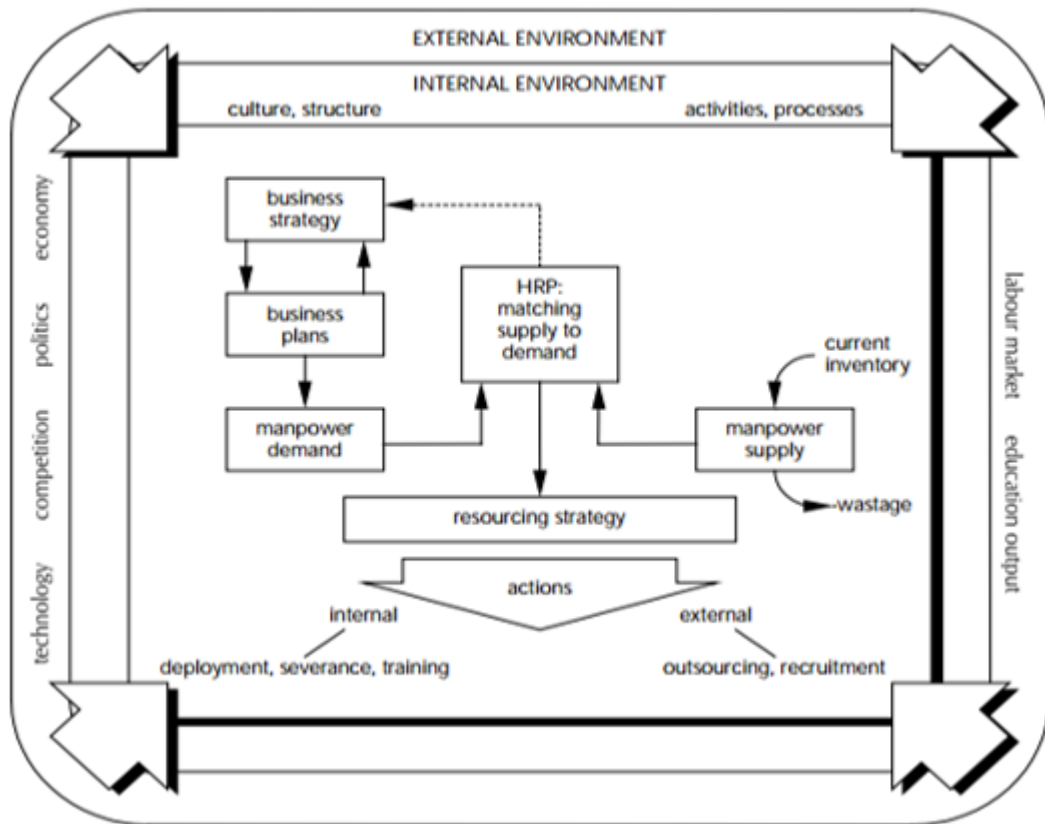 EXTERNAL ENVIRONMENT
INTERNAL ENVIRONMENT
culture, structure
activities, processes
economy
politics
competition
technology
business
strategy
business
plans
manpower
demand
HRP:
matching
supply to
demand
current
inventory
manpower
supply
wastage
resourcing strategy
actions
internal
external
deployment, severance, training
outsourcing, recruitment
labour market
education output